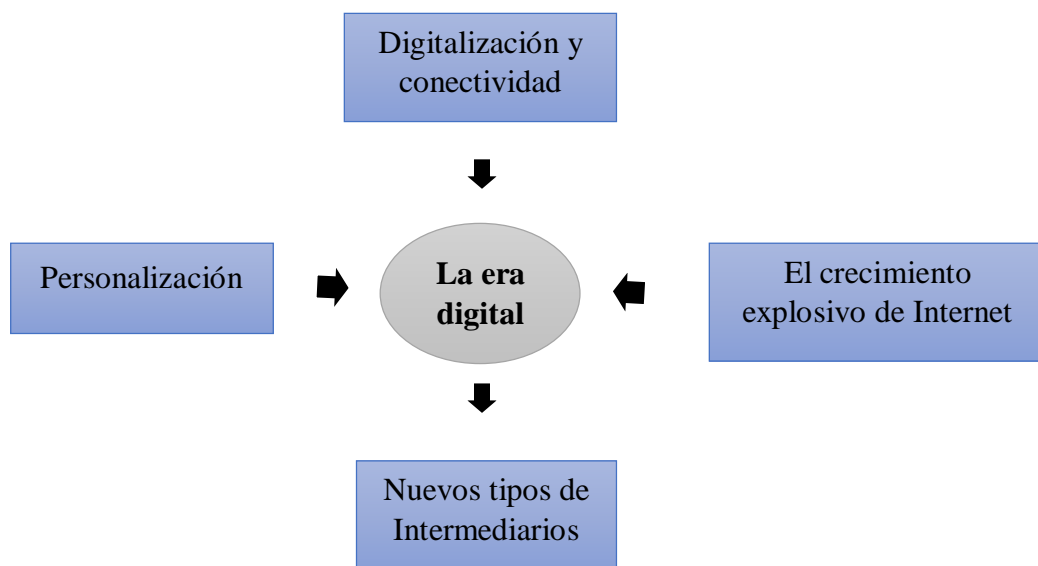 Digitalización y
conectividad
Personalización
La era
digital
El crecimiento
explosivo de Internet
Nuevos tipos de
Intermediarios